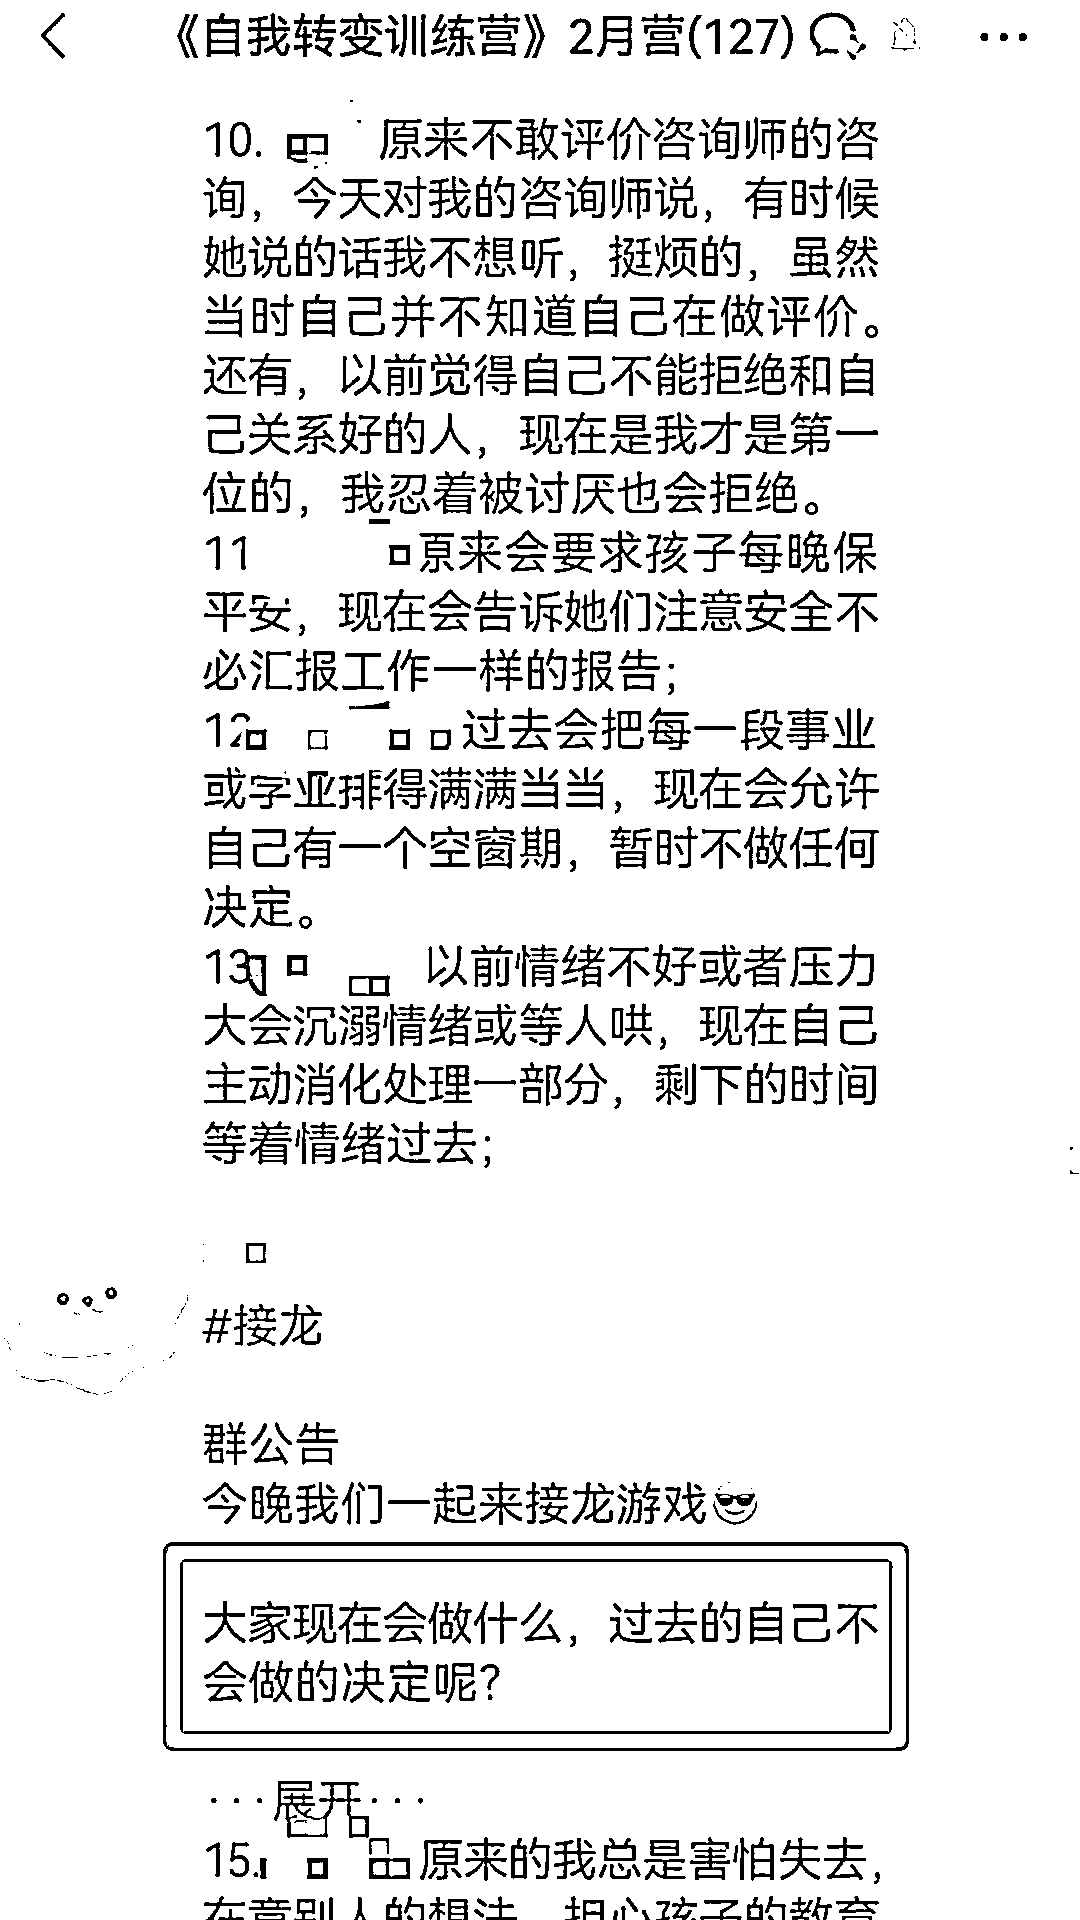 《自我转变训练营》2月营(127)
10. 原来不敢评价咨询师的咨
询，今天对我的咨询师说，有时候
她说的话我不想听，挺烦的，虽然
当时自己并不知道自己在做评价。
还有，以前觉得自己不能拒绝和自
己关系好的人，现在是我才是第一
位的，我忍着被讨厌也会拒绝。
11 原来会要求孩子每晚保
平安，现在会告诉她们注意安全不
必汇报工作一样的报告；
12 过去会把每一段事业
或学业排得满满当当，现在会允许
自己有一个空窗期，暂时不做任何
决定。
13 以前情绪不好或者压力
大会沉溺情绪或等人哄，现在自己
主动消化处理一部分，剩下的时间
等着情绪过去；
#接龙
群公告
今晚我们一起来接龙游戏😎
大家现在会做什么，过去的自己不
会做的决定呢？
···展开···
15. 原来的我总是害怕失去，
在意别人的想法，担心孩子的教育